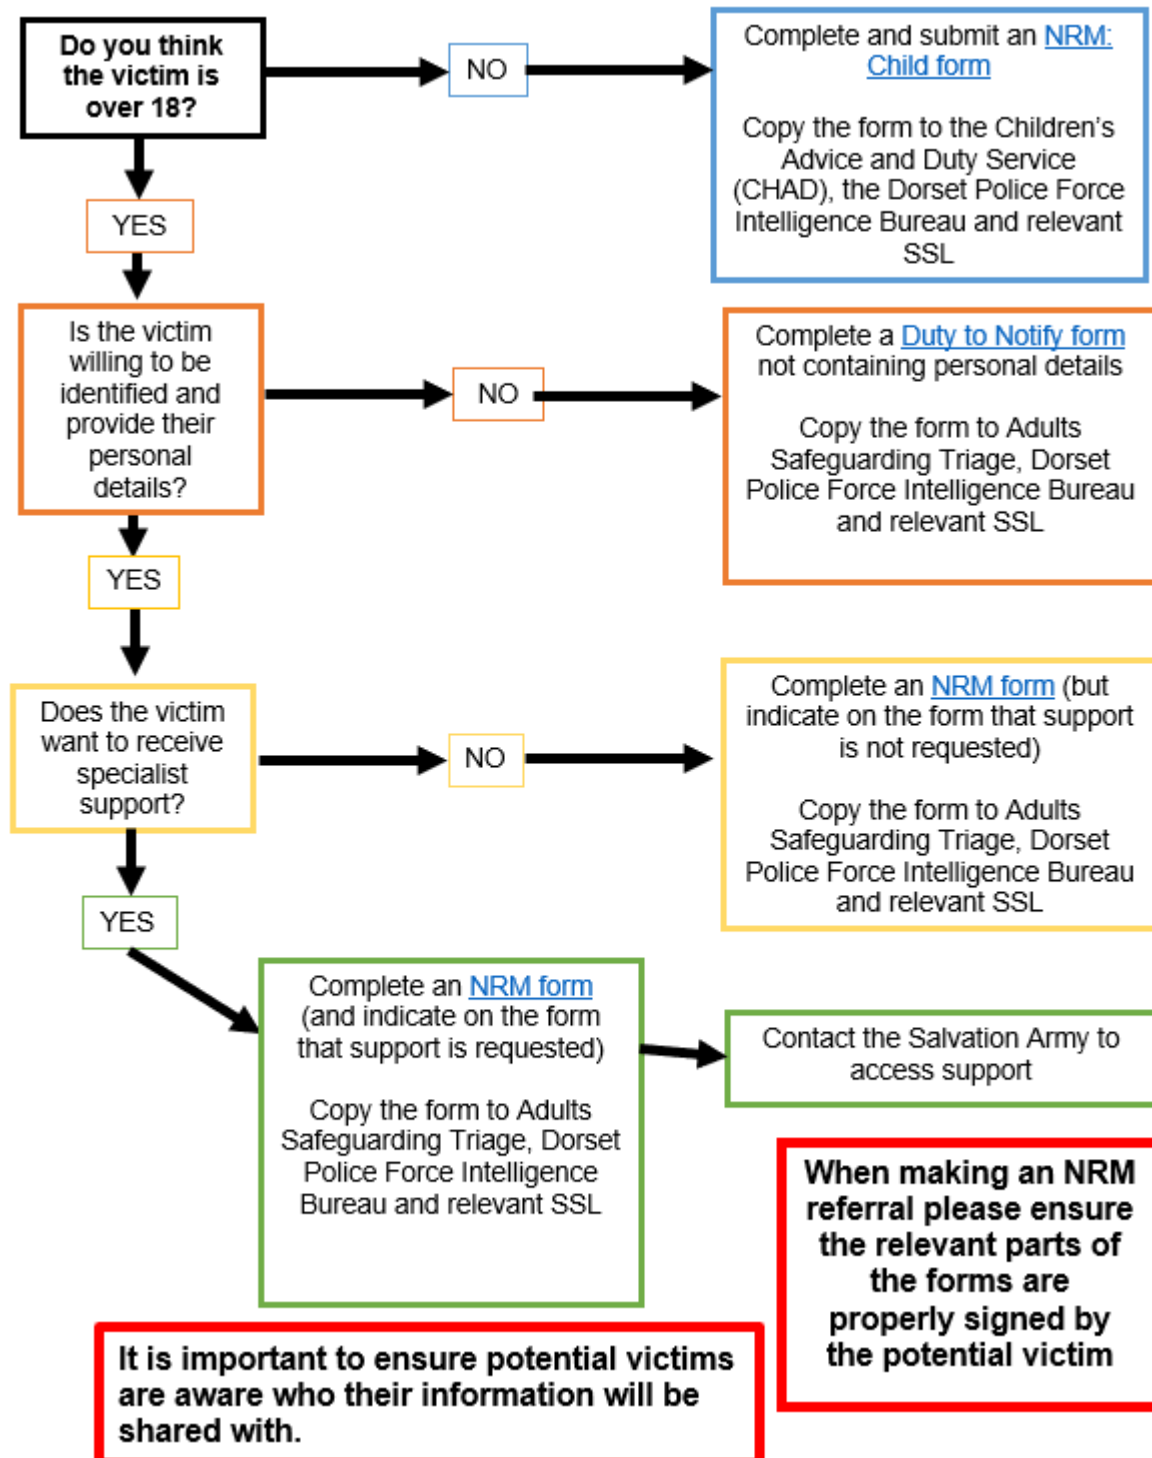 Do you think
the victim is
over 18?
NO
Complete and submit an NRM:
Child form
Copy the form to the Children's
Advice and Duty Service
(CHAD), the Dorset Police Force
Intelligence Bureau and relevant
SSL
YES
Is the victim
willing to be
identified and
provide their
personal
details?
NO
Complete a Duty to Notify form
not containing personal details
Copy the form to Adults
Safeguarding Triage, Dorset
Police Force Intelligence Bureau
and relevant SSL
YES
Does the victim
want to receive
specialist
support?
NO
Complete an NRM form (but
indicate on the form that support
is not requested)
Copy the form to Adults
Safeguarding Triage, Dorset
Police Force Intelligence Bureau
and relevant SSL
YES
Complete an NRM form
(and indicate on the form
that support is requested)
Copy the form to Adults
Safeguarding Triage, Dorset
Police Force Intelligence
Bureau and relevant SSL
Contact the Salvation Army to
access support
When making an NRM
referral please ensure
the relevant parts of
the forms are
properly signed by
the potential victim
It is important to ensure potential victims
are aware who their information will be
shared with.